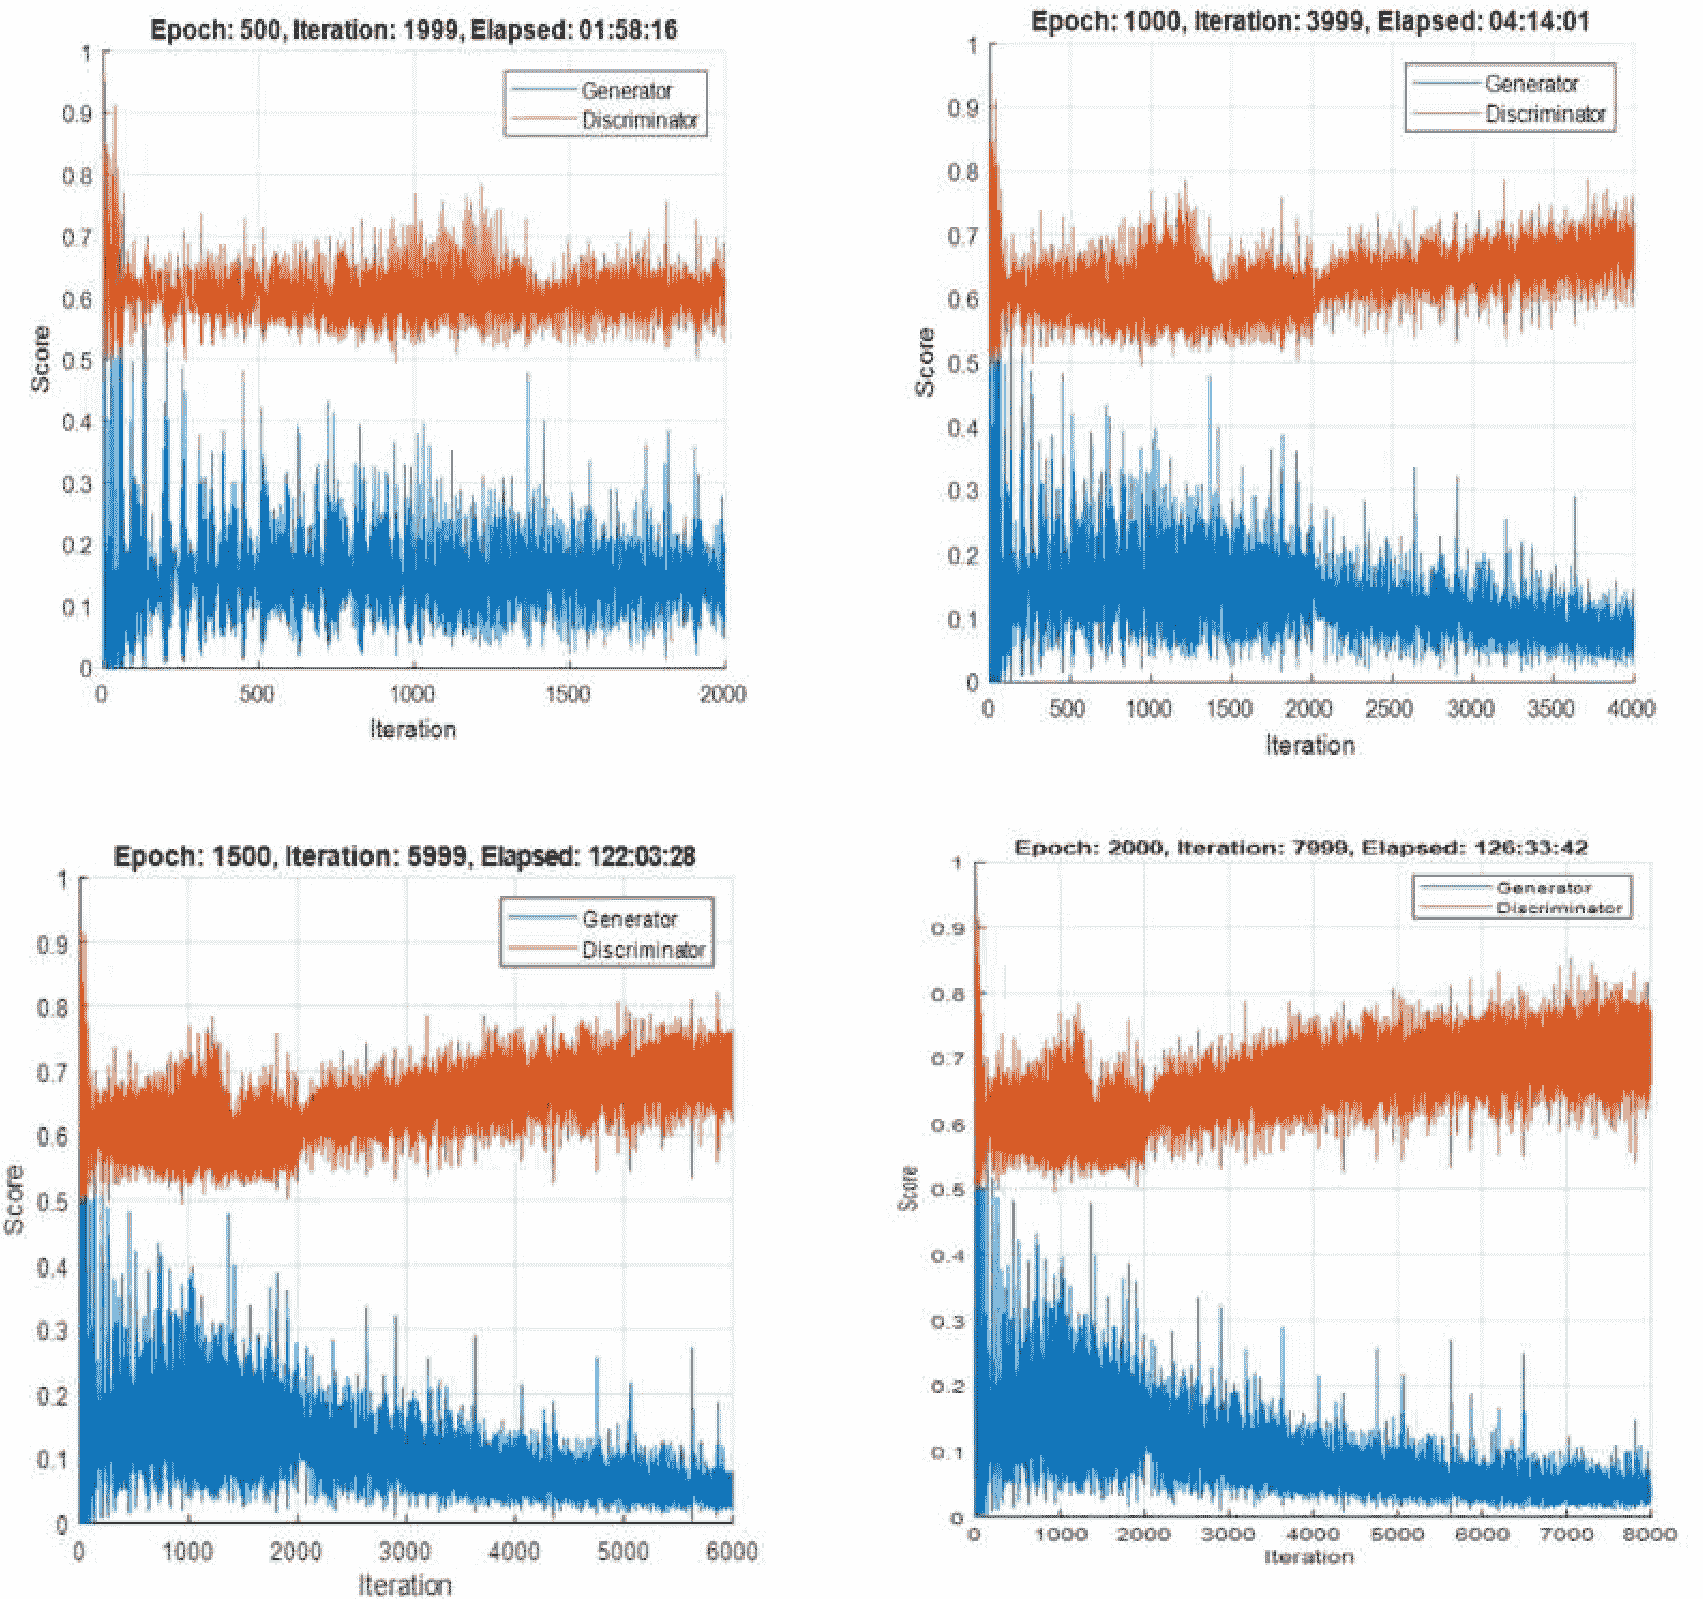 Epoch: 500, Iteration: 1999, Elapsed: 01:58:16
1
0.9
0.8
0.7
0.6
0.5
0.4
0.3
0.2
0.1
0
Score
Generator
Discriminator
0 500 1000 1500 2000
Iteration
Epoch: 1000, Iteration: 3999, Elapsed: 04:14:01
1
0.9
0.8
0.7
0.6
0.5
0.4
0.3
0.2
0.1
0
Score
Generator
Discriminator
0 500 1000 1500 2000 2500 3000 3500 4000
Iteration
Epoch: 1500, Iteration: 5999, Elapsed: 122:03:28
1
0.9
0.8
0.7
0.6
0.5
0.4
0.3
0.2
0.1
0
Score
Generator
Discriminator
0 1000 2000 3000 4000 5000 6000
Iteration
Epoch: 2000, Iteration: 7999, Elapsed: 126:33:42
1
0.9
0.8
0.7
0.6
0.5
0.4
0.3
0.2
0.1
0
Score
Generator
Discriminator
0 1000 2000 3000 4000 5000 6000 7000 8000
Iteration